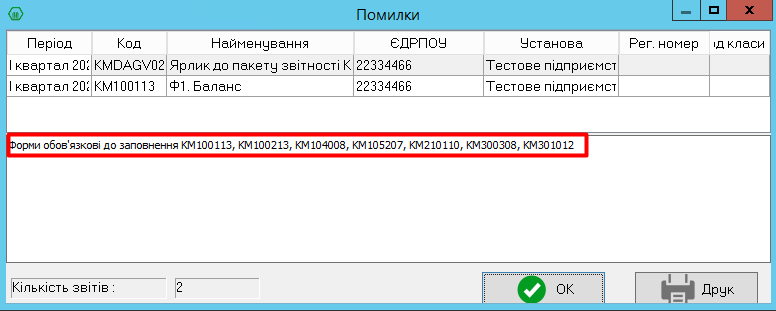 Помилки
Період Код Найменування ЄДРПОУ Установа Рег. номер д класи
І квартал 202 KMDAGV02 Ярлик до пакету звітності К 22334466 Тестове підприємст
І квартал 202 KM100113 Ф1. Баланс 22334466 Тестове підприємст
Форми обов'язкові до заповнення KM100113, KM100213, KM104008, KM105207, KM210110, KM300308, KM301012
Кількість звітів : 2 OK Друк